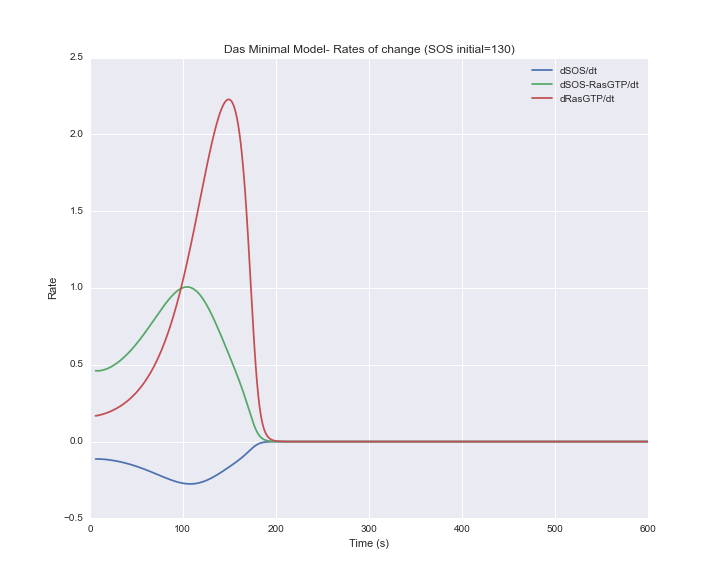 Das Minimal Model- Rates of change (SOS initial=130)
2.5
dSOS/dt
dSOS-RasGTP/dt
dRasGTP/dt
2.0
1.5
Rate
1.0
0.5
0.0
−0.5
0 100 200 300 400 500 600
Time (s)